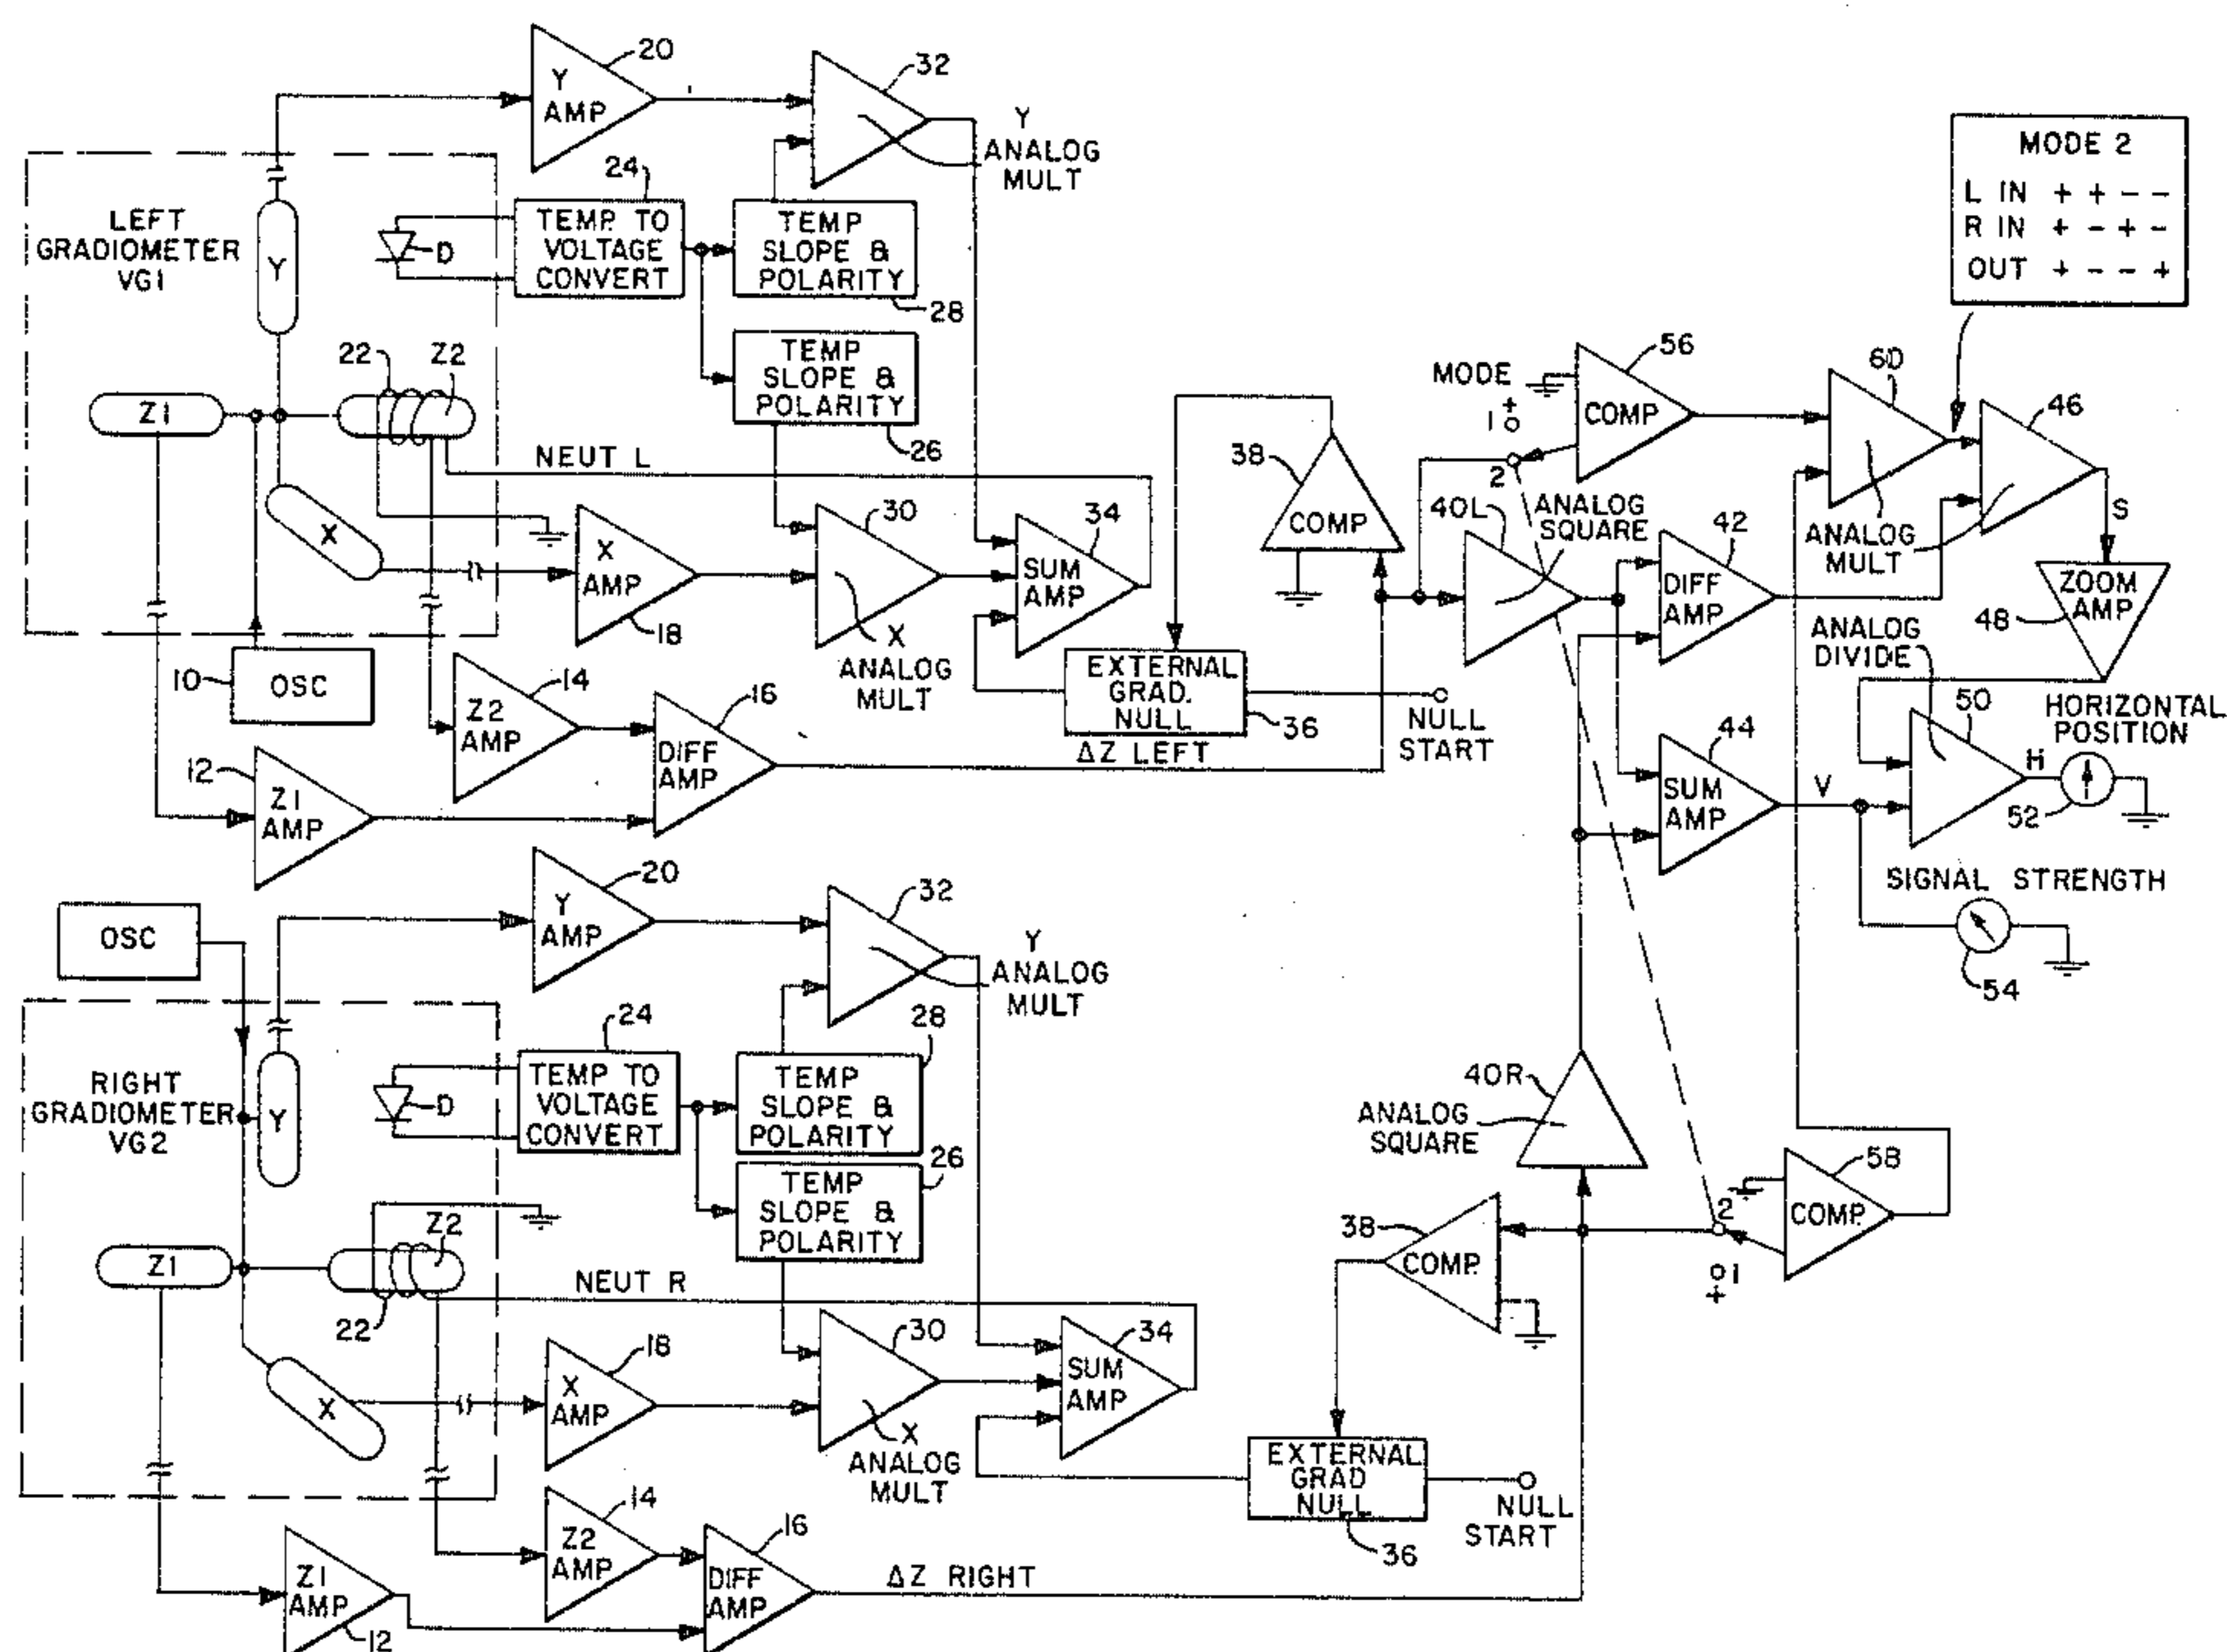 20
Y
AMP
32
Y
ANALOG
MULT
MODE 2
L IN + + - -
R IN + - + -
OUT + - - +
LEFT
GRADIOMETER
VG1
Y
D
24
TEMP. TO
VOLTAGE
CONVERT
TEMP
SLOPE &
POLARITY
28
TEMP
SLOPE &
POLARITY
26
22
Z2
Z1
X
NEUT L
10
OSC
X
AMP
18
30
X
ANALOG
MULT
34
SUM
AMP
38
COMP
EXTERNAL
GRAD.
NULL
36
NULL
START
14
Z2
AMP
16
DIFF
AMP
ΔZ LEFT
12
Z1
AMP
MODE
+
1
2
56
COMP
40L
ANALOG
SQUARE
42
DIFF
AMP
60
46
ANALOG
MULT
S
ZOOM
AMP
48
ANALOG
DIVIDE
50
HORIZONTAL
POSITION
H
52
44
SUM
AMP
V
SIGNAL STRENGTH
54
20
Y
AMP
32
Y
ANALOG
MULT
OSC
RIGHT
GRADIOMETER
VG2
Y
D
24
TEMP TO
VOLTAGE
CONVERT
28
TEMP
SLOPE &
POLARITY
26
TEMP
SLOPE &
POLARITY
Z1
Z2
22
X
NEUT R
18
X
AMP
30
X
ANALOG
MULT
34
SUM
AMP
40R
ANALOG
SQUARE
38
COMP.
58
COMP.
2
1
+
EXTERNAL
GRAD
NULL
36
NULL
START
14
Z2
AMP
16
DIFF
AMP
ΔZ RIGHT
Z1
AMP
12